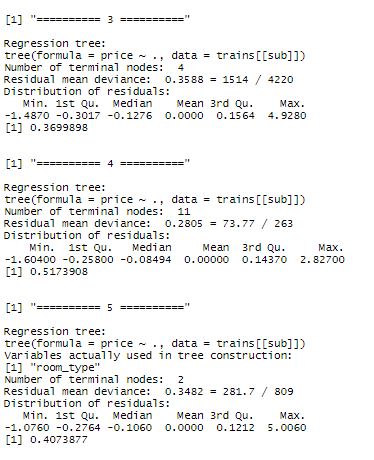 [1] "========== 3 =========="
Regression tree:
tree(formula = price ~ ., data = trains[[sub]])
Number of terminal nodes:  4
Residual mean deviance:  0.3588 = 1514 / 4220
Distribution of residuals:
   Min. 1st Qu.  Median    Mean 3rd Qu.    Max.
-1.4870 -0.3017 -0.1276  0.0000  0.1564  4.9280
[1] 0.3699898
[1] "========== 4 =========="
Regression tree:
tree(formula = price ~ ., data = trains[[sub]])
Number of terminal nodes:  11
Residual mean deviance:  0.2805 = 73.77 / 263
Distribution of residuals:
    Min.  1st Qu.   Median     Mean  3rd Qu.     Max.
-1.60400 -0.25800 -0.08494  0.00000  0.14370  2.82700
[1] 0.5173908
[1] "========== 5 =========="
Regression tree:
tree(formula = price ~ ., data = trains[[sub]])
Variables actually used in tree construction:
[1] "room_type"
Number of terminal nodes:  2
Residual mean deviance:  0.3482 = 281.7 / 809
Distribution of residuals:
   Min. 1st Qu.  Median    Mean 3rd Qu.    Max.
-1.0760 -0.2764 -0.1060  0.0000  0.1212  5.0060
[1] 0.4073877